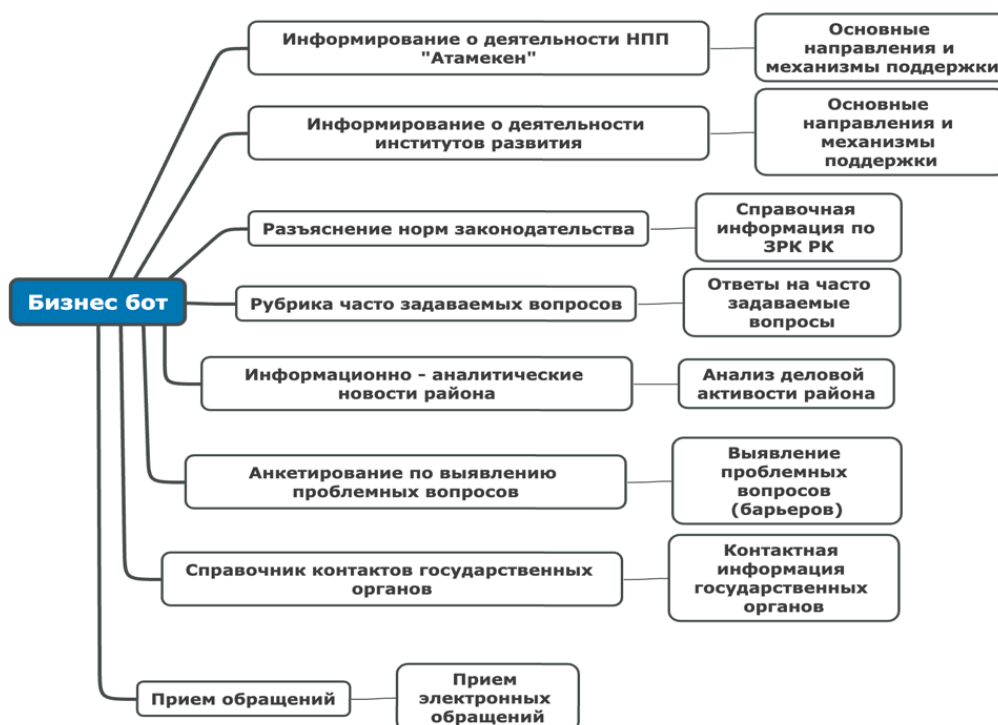 Информирование о деятельности НПП
"Атамекен"
Основные
направления и
механизмы поддержки
Информирование о деятельности
институтов развития
Основные
направления и
механизмы
поддержки
Разъяснение норм законодательства
Справочная
информация по
ЗРК РК
Бизнес бот
Рубрика часто задаваемых вопросов
Ответы на часто
задаваемые
вопросы
Информационно - аналитические
новости района
Анализ деловой
активости района
Анкетирование по выявлению
проблемных вопросов
Выявление
проблемных
вопросов
(барьеров)
Справочник контактов государственных
органов
Контактная
информация
государственных
органов
Прием обращений
Прием
электронных
обращений